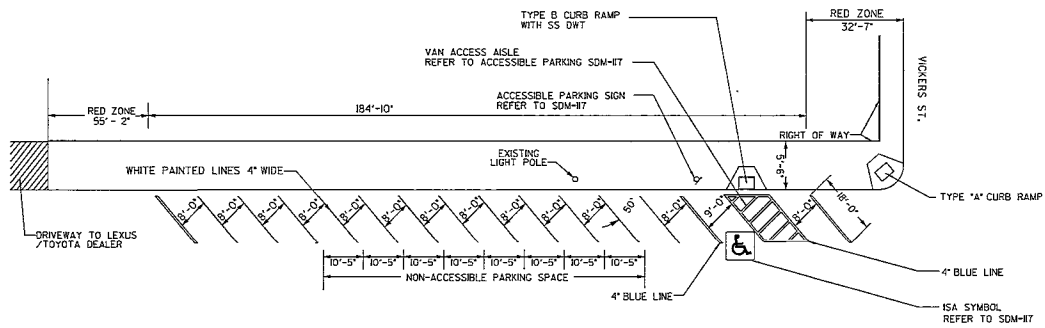 RED ZONE
32'-7"
TYPE B CURB RAMP
WITH SS DWT
VAN ACCESS AISLE
REFER TO ACCESSIBLE PARKING SDM-117
VICKERS ST.
ACCESSIBLE PARKING SIGN
REFER TO SDM-117
RED ZONE
55'- 2"
184'-10"
RIGHT OF WAY
5'-6"
EXISTING
LIGHT POLE
WHITE PAINTED LINES 4" WIDE
TYPE "A" CURB RAMP
8'-0"
8'-0"
8'-0"
8'-0"
8'-0"
8'-0"
8'-0"
8'-0"
8'-0"
8'-0"
8'-0"
50°
8'-0"
9'-0"
8'-0"
18'-0"
DRIVEWAY TO LEXUS
/TOYOTA DEALER
10'-5"
10'-5"
10'-5"
10'-5"
10'-5"
10'-5"
10'-5"
10'-5"
NON-ACCESSIBLE PARKING SPACE
4" BLUE LINE
4" BLUE LINE
ISA SYMBOL
REFER TO SDM-117